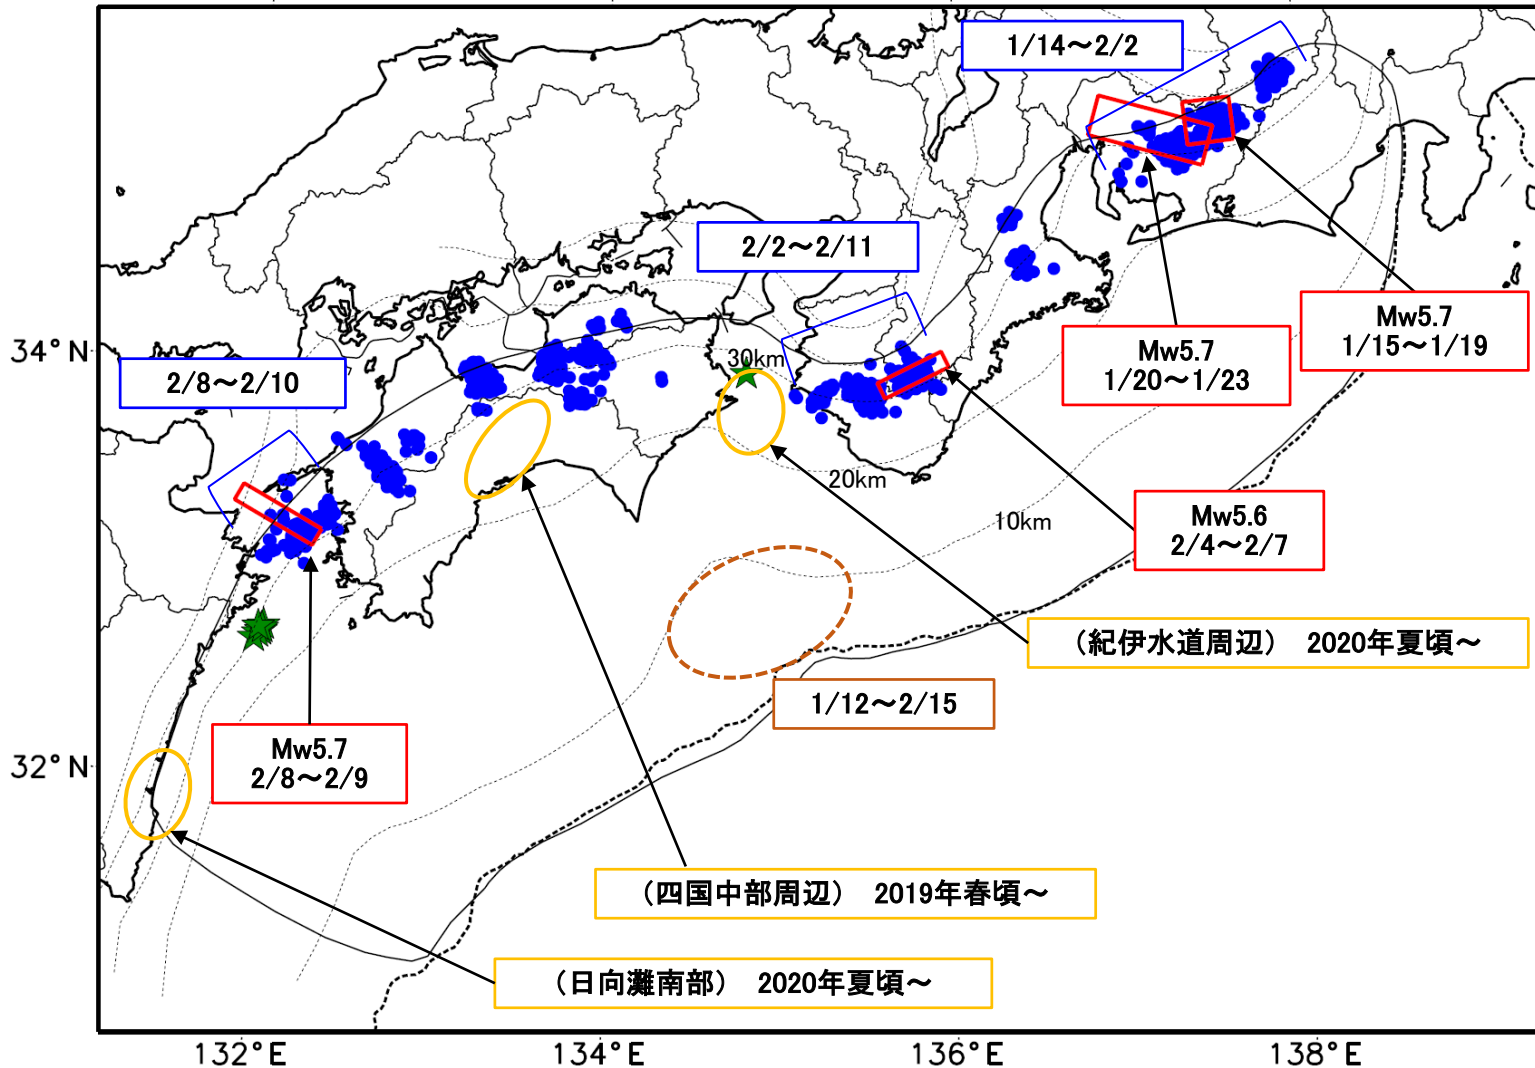 1/14～2/2
2/2～2/11
34°N
2/8～2/10
30km
Mw5.7
1/20～1/23
Mw5.7
1/15～1/19
20km
10km
Mw5.6
2/4～2/7
（紀伊水道周辺） 2020年夏頃～
1/12～2/15
32°N
Mw5.7
2/8～2/9
（四国中部周辺） 2019年春頃～
（日向灘南部） 2020年夏頃～
132°E
134°E
136°E
138°E